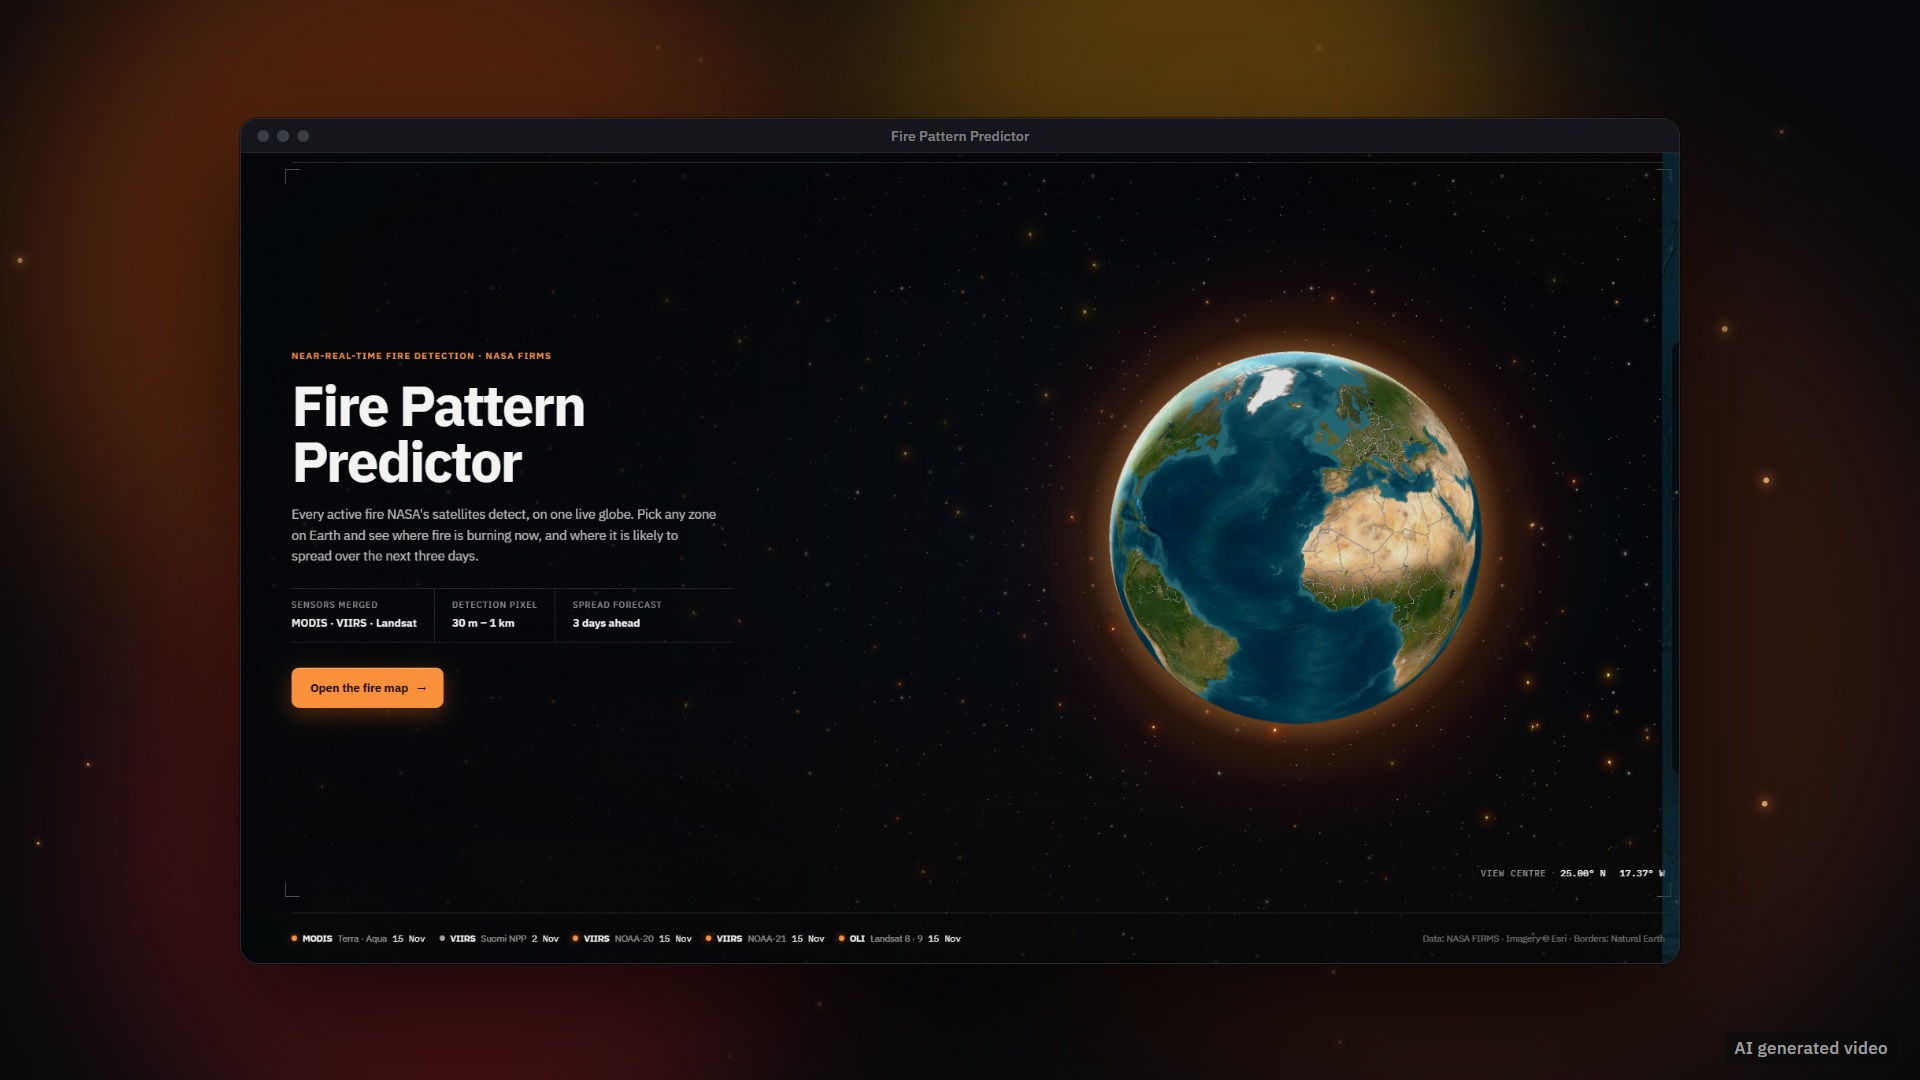 Fire Pattern Predictor
NEAR-REAL-TIME FIRE DETECTION · NASA FIRMS
Fire Pattern
Predictor
Every active fire NASA's satellites detect, on one live globe. Pick any zone
on Earth and see where fire is burning now, and where it is likely to
spread over the next three days.
SENSORS MERGED DETECTION PIXEL SPREAD FORECAST
MODIS · VIIRS · Landsat 30 m – 1 km 3 days ahead
Open the fire map →
VIEW CENTRE 25.00° N 17.37° W
MODIS Terra · Aqua 15 Nov VIIRS Suomi NPP 2 Nov VIIRS NOAA-20 15 Nov VIIRS NOAA-21 15 Nov OLI Landsat 8 · 9 15 Nov
Data: NASA FIRMS · Imagery © Esri · Borders: Natural Earth
AI generated video